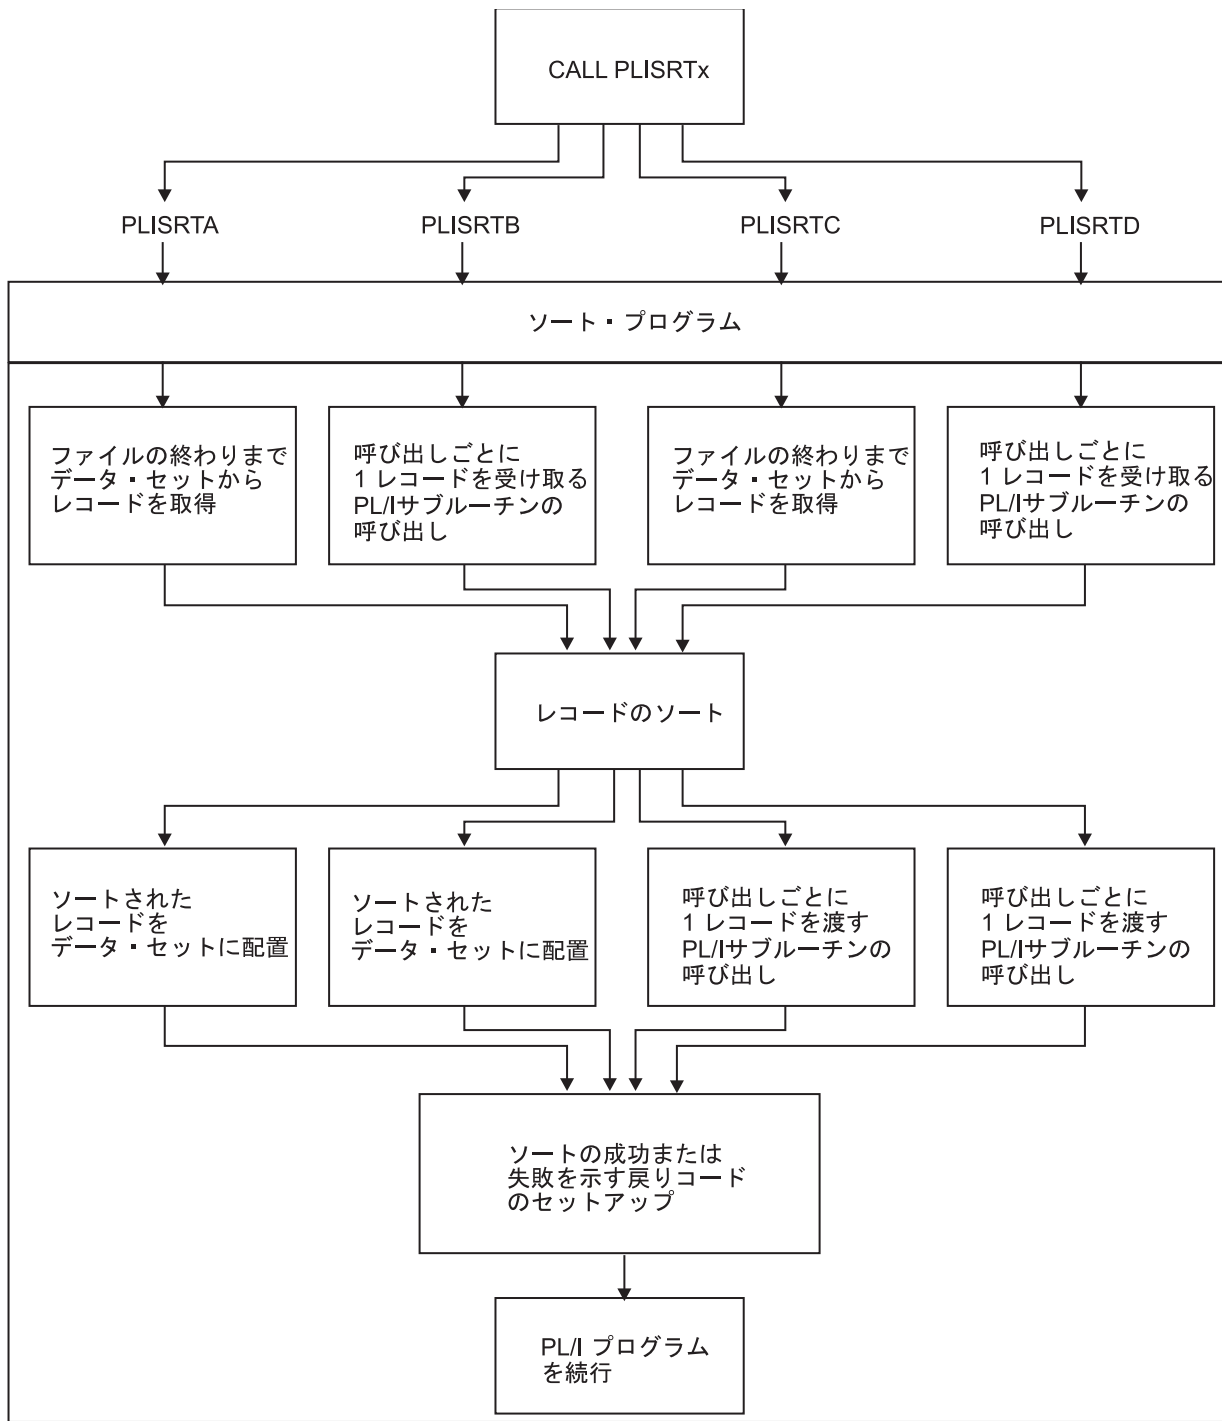 CALL PLISRTx
PLISRTA
PLISRTB
PLISRTC
PLISRTD
ソート・プログラム
ファイルの終わりまで
データ・セットから
レコードを取得
呼び出しごとに
1 レコードを受け取る
PL/Iサブルーチンの
呼び出し
ファイルの終わりまで
データ・セットから
レコードを取得
呼び出しごとに
1 レコードを受け取る
PL/Iサブルーチンの
呼び出し
レコードのソート
ソートされた
レコードを
データ・セットに配置
ソートされた
レコードを
データ・セットに配置
呼び出しごとに
1 レコードを渡す
PL/Iサブルーチンの
呼び出し
呼び出しごとに
1 レコードを渡す
PL/Iサブルーチンの
呼び出し
ソートの成功または
失敗を示す戻りコード
のセットアップ
PL/I プログラム
を続行